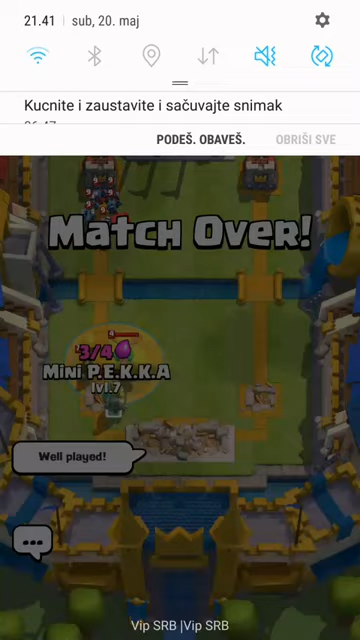 21.41 | sub, 20. maj
Kucnite i zaustavite i sačuvajte snimak
PODEŠ. OBAVEŠ.
OBRIŠI SVE
Match Over!
4
3/4
Mini P.E.K.K.A
lvl.7
Well played!
...
Vip SRB |Vip SRB